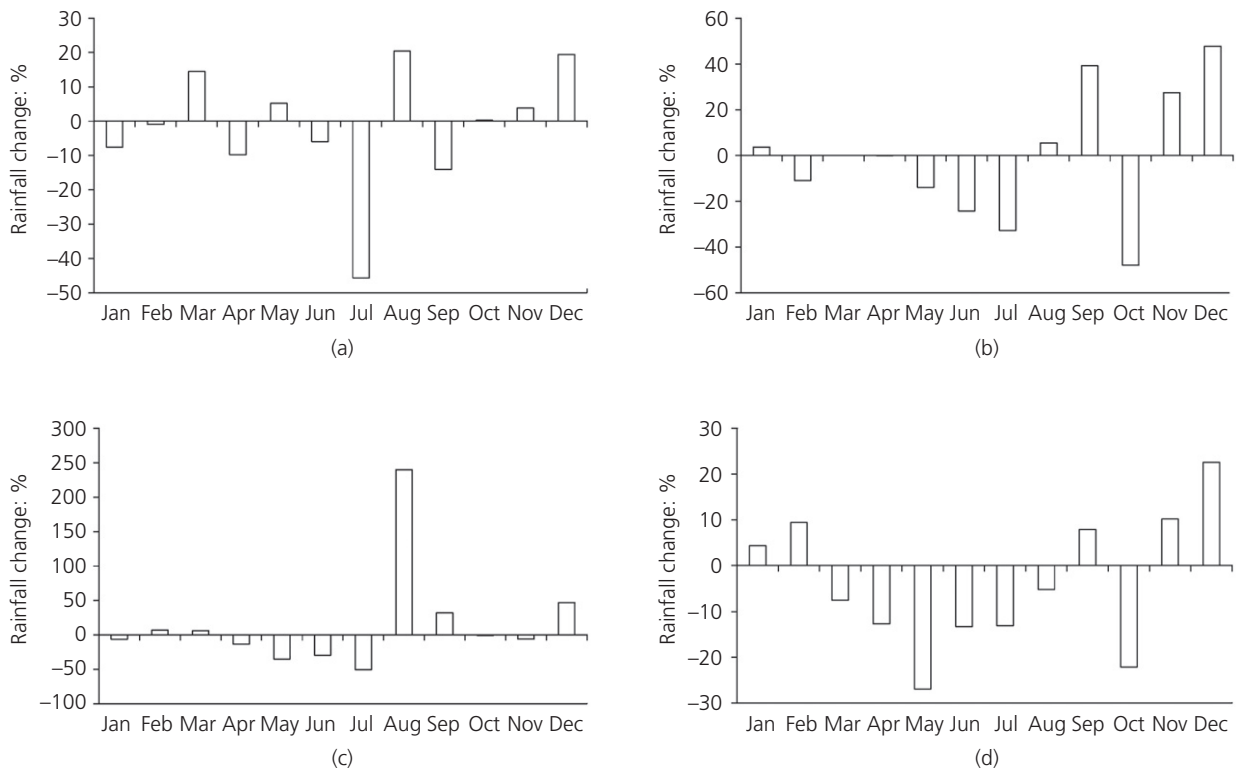 Rainfall change: %
30
20
10
0
−10
−20
−30
−40
−50
Jan Feb Mar Apr May Jun Jul Aug Sep Oct Nov Dec
(a)
Rainfall change: %
60
40
20
0
−20
−40
−60
Jan Feb Mar Apr May Jun Jul Aug Sep Oct Nov Dec
(b)
Rainfall change: %
300
250
200
150
100
50
0
−50
−100
Jan Feb Mar Apr May Jun Jul Aug Sep Oct Nov Dec
(c)
Rainfall change: %
30
20
10
0
−10
−20
−30
Jan Feb Mar Apr May Jun Jul Aug Sep Oct Nov Dec
(d)